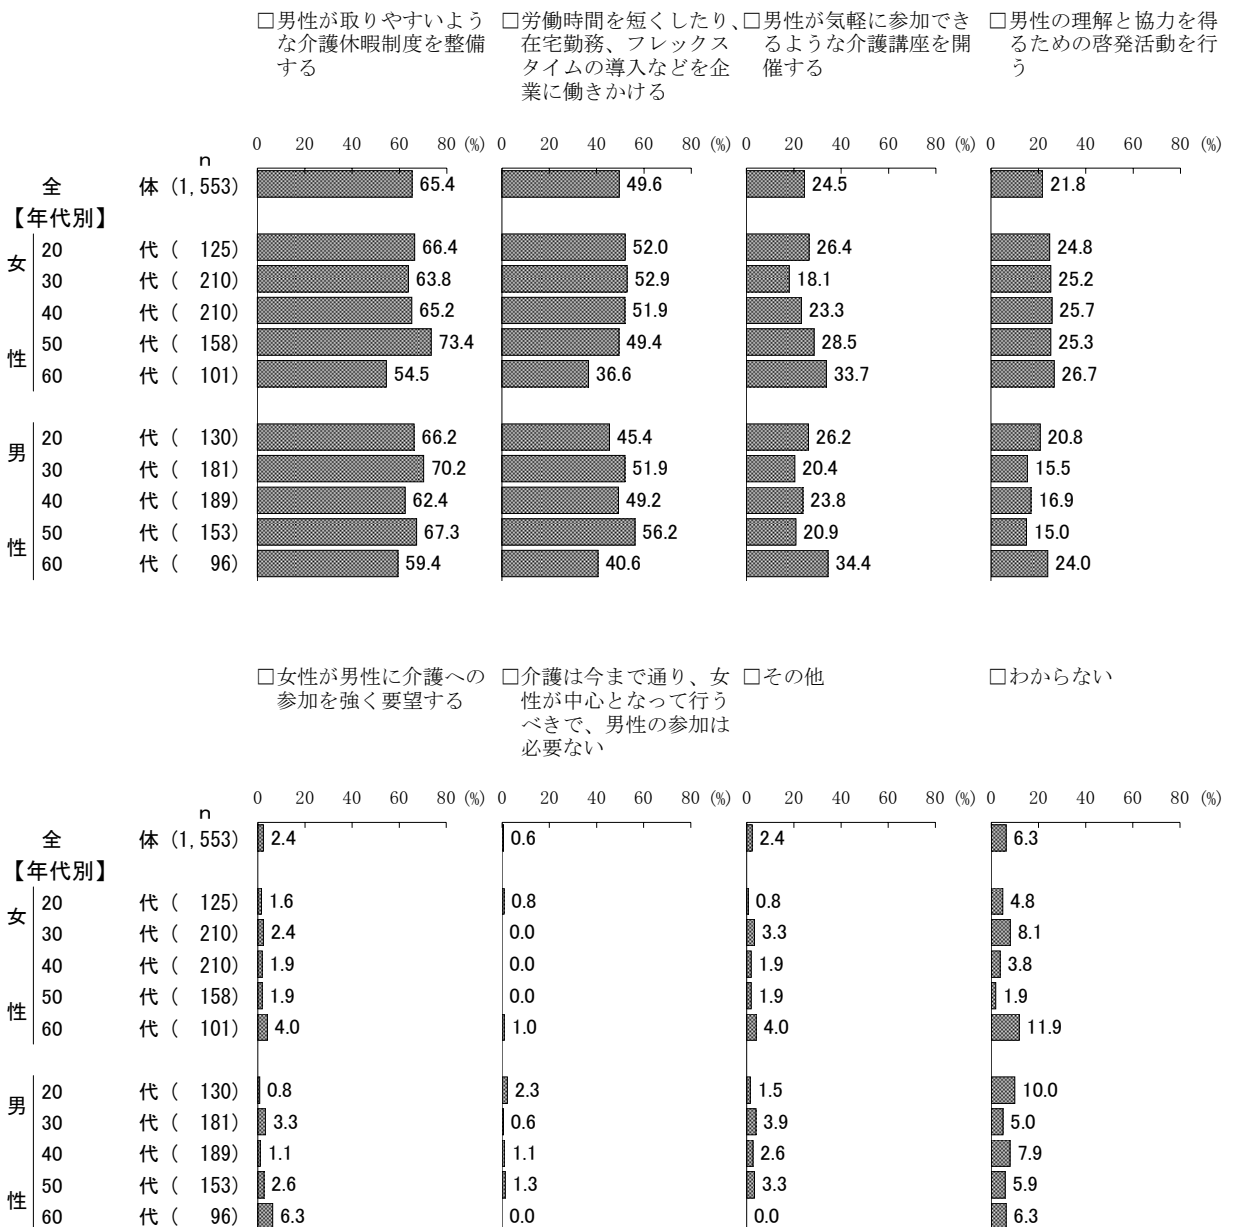 □男性が取りやすいような介護休暇制度を整備する
□労働時間を短くしたり、在宅勤務、フレックスタイムの導入などを企業に働きかける
□男性が気軽に参加できるような介護講座を開催する
□男性の理解と協力を得るための啓発活動を行う
0 20 40 60 80 (%) 0 20 40 60 80 (%) 0 20 40 60 80 (%) 0 20 40 60 80 (%)
n
全体 (1,553) 65.4 49.6 24.5 21.8
【年代別】
女性
20代 ( 125) 66.4 52.0 26.4 24.8
30代 ( 210) 63.8 52.9 18.1 25.2
40代 ( 210) 65.2 51.9 23.3 25.7
50代 ( 158) 73.4 49.4 28.5 25.3
60代 ( 101) 54.5 36.6 33.7 26.7
男性
20代 ( 130) 66.2 45.4 26.2 20.8
30代 ( 181) 70.2 51.9 20.4 15.5
40代 ( 189) 62.4 49.2 23.8 16.9
50代 ( 153) 67.3 56.2 20.9 15.0
60代 ( 96) 59.4 40.6 34.4 24.0
□女性が男性に介護への参加を強く要望する
□介護は今まで通り、女性が中心となって行うべきで、男性の参加は必要ない
□その他
□わからない
0 20 40 60 80 (%) 0 20 40 60 80 (%) 0 20 40 60 80 (%) 0 20 40 60 80 (%)
n
全体 (1,553) 2.4 0.6 2.4 6.3
【年代別】
女性
20代 ( 125) 1.6 0.8 0.8 4.8
30代 ( 210) 2.4 0.0 3.3 8.1
40代 ( 210) 1.9 0.0 1.9 3.8
50代 ( 158) 1.9 0.0 1.9 1.9
60代 ( 101) 4.0 1.0 4.0 11.9
男性
20代 ( 130) 0.8 2.3 1.5 10.0
30代 ( 181) 3.3 0.6 3.9 5.0
40代 ( 189) 1.1 1.1 2.6 7.9
50代 ( 153) 2.6 1.3 3.3 5.9
60代 ( 96) 6.3 0.0 0.0 6.3